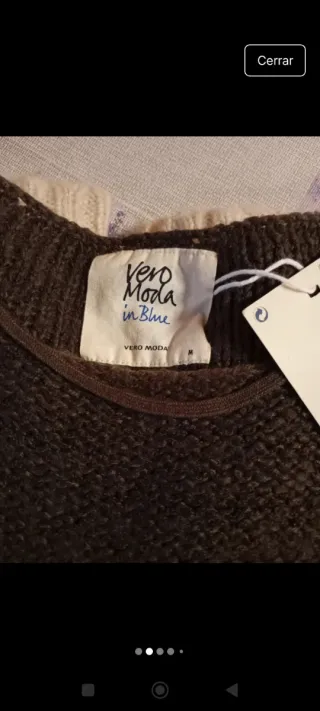 Cerrar
Vero
Moda
in Blue
VERO MODA M